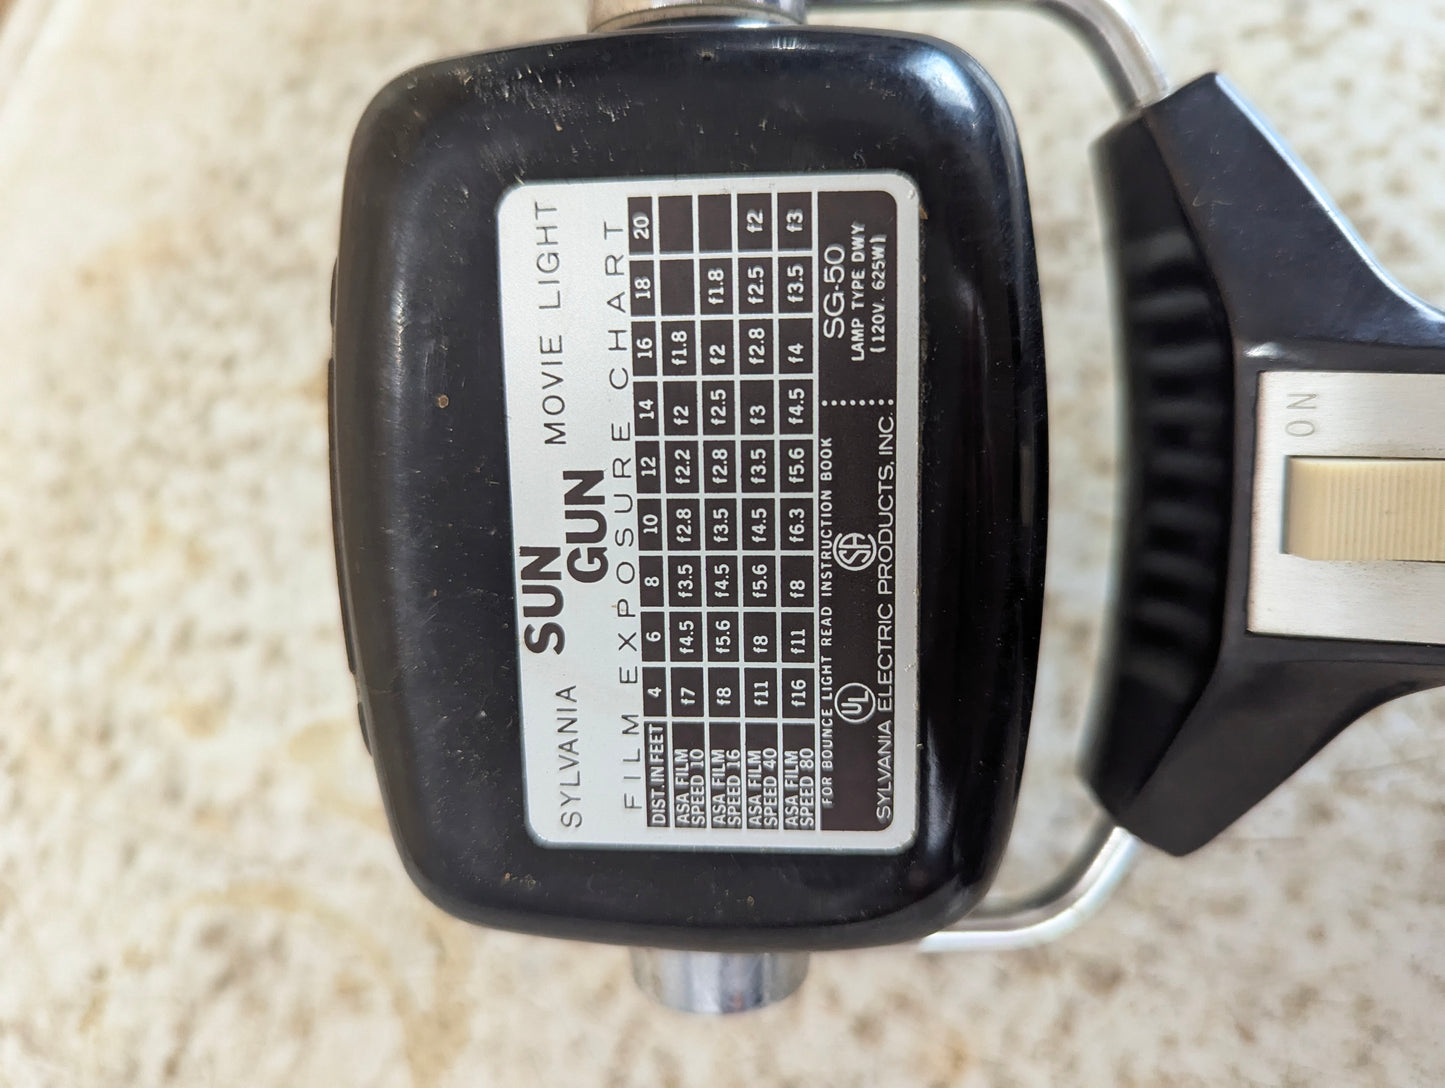 SYLVANIA SUN GUN MOVIE LIGHT
FILM EXPOSURE CHART
DIST. IN FEET 4 6 8 10 12 14 16 18 20
ASA FILM SPEED 10 f7 f4.5 f3.5 f2.8 f2.2 f2 f1.8
ASA FILM SPEED 16 f8 f5.6 f4.5 f3.5 f2.8 f2.5 f2 f1.8
ASA FILM SPEED 40 f11 f8 f5.6 f4.5 f3.5 f3 f2.8 f2.5 f2
ASA FILM SPEED 80 f16 f11 f8 f6.3 f5.6 f4.5 f4 f3.5 f3
FOR BOUNCE LIGHT READ INSTRUCTION BOOK
UL SA
SYLVANIA ELECTRIC PRODUCTS, INC.
SG-50
LAMP TYPE DWY
(120V. 625W)
ON